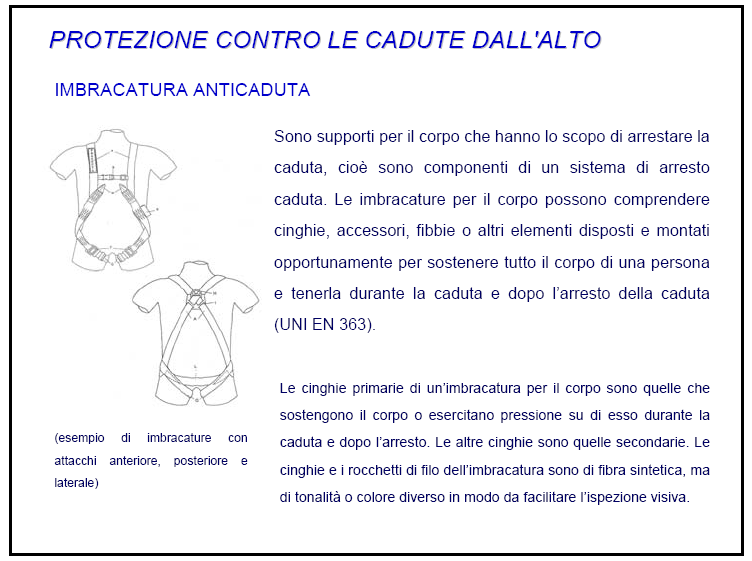 PROTEZIONE CONTRO LE CADUTE DALL'ALTO
IMBRACATURA ANTICADUTA
Sono supporti per il corpo che hanno lo scopo di arrestare la
caduta, cioè sono componenti di un sistema di arresto
caduta. Le imbracature per il corpo possono comprendere
cinghie, accessori, fibbie o altri elementi disposti e montati
opportunamente per sostenere tutto il corpo di una persona
e tenerla durante la caduta e dopo l'arresto della caduta
(UNI EN 363).
Le cinghie primarie di un'imbracatura per il corpo sono quelle che
sostengono il corpo o esercitano pressione su di esso durante la
caduta e dopo l'arresto. Le altre cinghie sono quelle secondarie. Le
cinghie e i rocchetti di filo dell'imbracatura sono di fibra sintetica, ma
di tonalità o colore diverso in modo da facilitare l'ispezione visiva.
(esempio di imbracature con
attacchi anteriore, posteriore e
laterale)